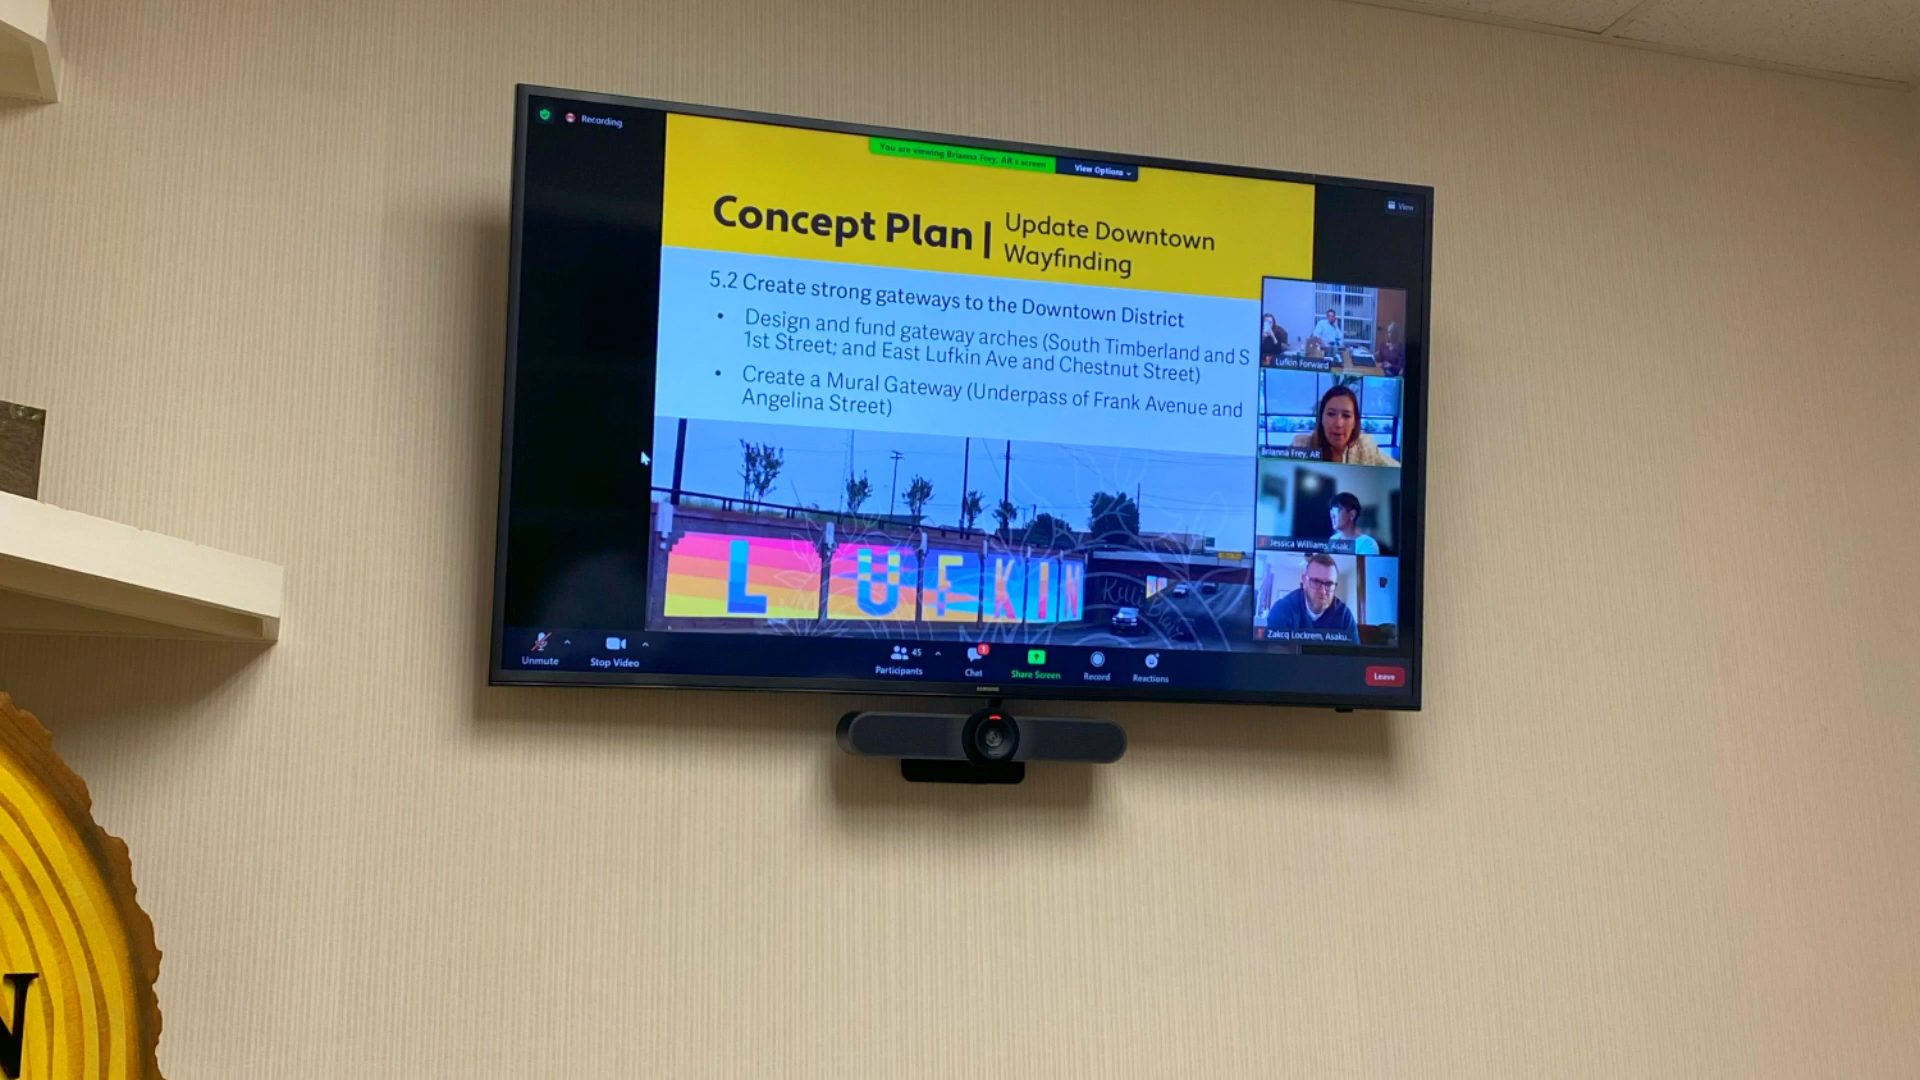 Recording
You are viewing Brianna Frey, AR's screen
View Options
View
Concept Plan |
Update Downtown
Wayfinding
5.2 Create strong gateways to the Downtown District
• Design and fund gateway arches (South Timberland and S
1st Street; and East Lufkin Ave and Chestnut Street)
• Create a Mural Gateway (Underpass of Frank Avenue and
Angelina Street)
LUFKIN
Lufkin Forward
Brianna Frey, AR
Jessica Williams, Asak...
Zakcq Lockrem, Asaku...
Unmute
Stop Video
45
Participants
1
Chat
Share Screen
Record
Reactions
Leave
SAMSUNG
N